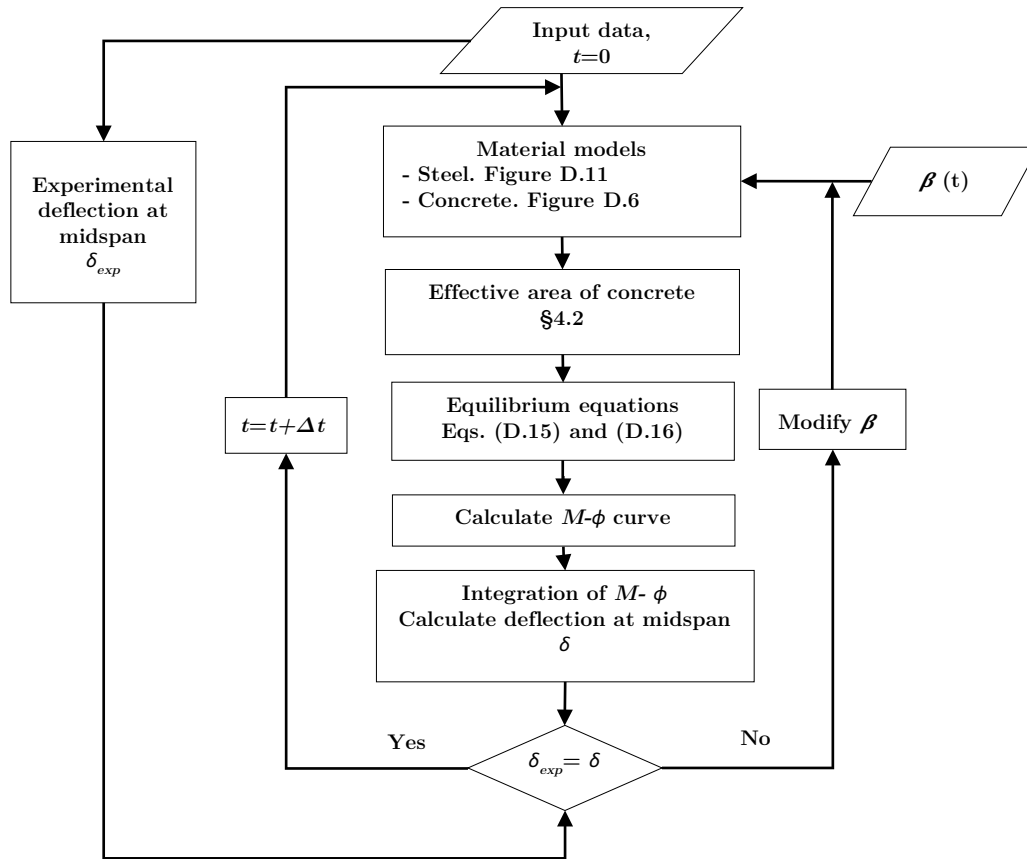 Input data,
t=0
Experimental
deflection at
midspan
δexp
Material models
- Steel. Figure D.11
- Concrete. Figure D.6
β (t)
Effective area of concrete
§4.2
t=t+Δt
Equilibrium equations
Eqs. (D.15) and (D.16)
Modify β
Calculate M-ϕ curve
Integration of M- ϕ
Calculate deflection at midspan
δ
Yes
No
δexp= δ